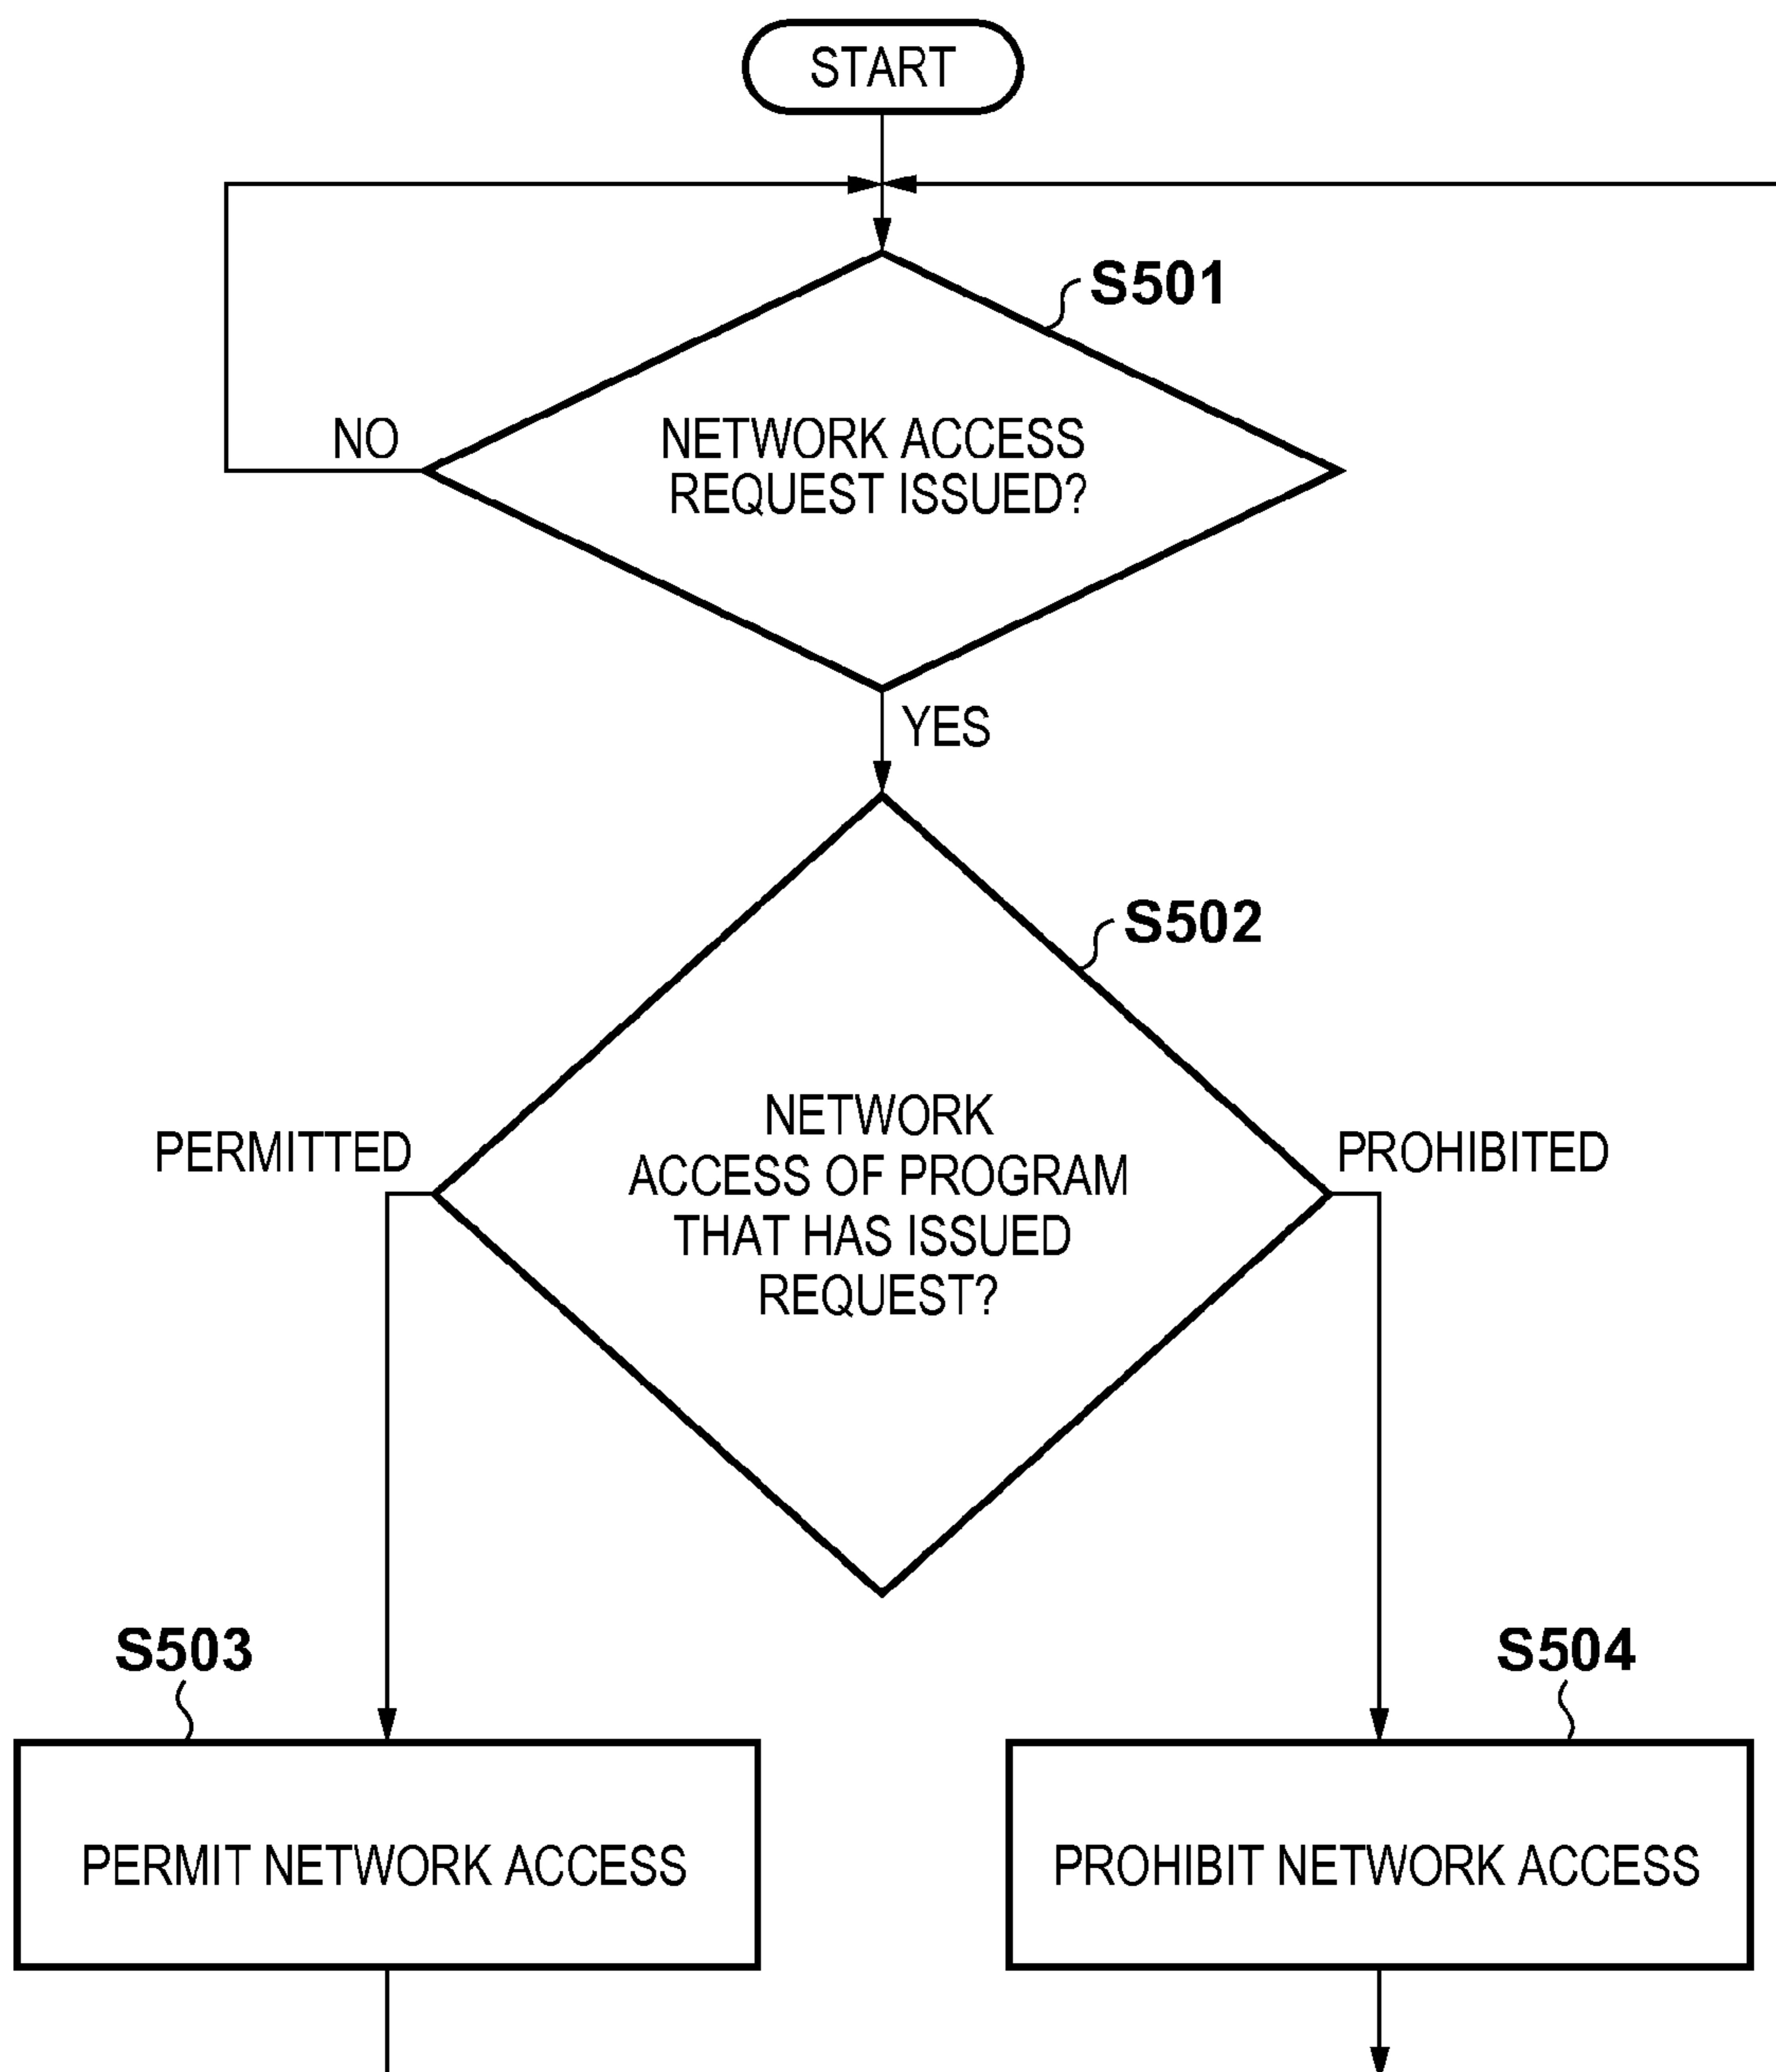 START
S501
NETWORK ACCESS
REQUEST ISSUED?
NO
YES
S502
NETWORK
ACCESS OF PROGRAM
THAT HAS ISSUED
REQUEST?
PERMITTED
PROHIBITED
S503
S504
PERMIT NETWORK ACCESS
PROHIBIT NETWORK ACCESS